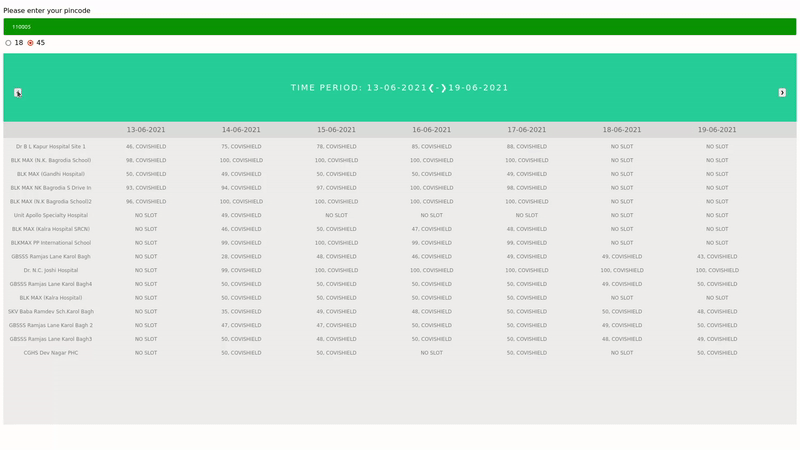 Please enter your pincode
110005
18 45
TIME PERIOD: 13-06-2021❮-❯19-06-2021
❯
13-06-2021 14-06-2021 15-06-2021 16-06-2021 17-06-2021 18-06-2021 19-06-2021
Dr B L Kapur Hospital Site 1 46, COVISHIELD 75, COVISHIELD 78, COVISHIELD 85, COVISHIELD 88, COVISHIELD NO SLOT NO SLOT
BLK MAX (N.K. Bagrodia School) 98, COVISHIELD 100, COVISHIELD 100, COVISHIELD 100, COVISHIELD 100, COVISHIELD NO SLOT NO SLOT
BLK MAX (Gandhi Hospital) 50, COVISHIELD 49, COVISHIELD 50, COVISHIELD 50, COVISHIELD 49, COVISHIELD NO SLOT NO SLOT
BLK MAX NK Bagrodia S Drive In 93, COVISHIELD 94, COVISHIELD 97, COVISHIELD 100, COVISHIELD 98, COVISHIELD NO SLOT NO SLOT
BLK MAX (N.K Bagrodia School)2 96, COVISHIELD 100, COVISHIELD 100, COVISHIELD 100, COVISHIELD 100, COVISHIELD NO SLOT NO SLOT
Unit Apollo Specialty Hospital NO SLOT 49, COVISHIELD NO SLOT NO SLOT NO SLOT NO SLOT NO SLOT
BLK MAX (Kalra Hospital SRCN) NO SLOT 46, COVISHIELD 50, COVISHIELD 47, COVISHIELD 48, COVISHIELD NO SLOT NO SLOT
BLKMAX PP International School NO SLOT 99, COVISHIELD 100, COVISHIELD 99, COVISHIELD 99, COVISHIELD NO SLOT NO SLOT
GBSSS Ramjas Lane Karol Bagh NO SLOT 28, COVISHIELD 48, COVISHIELD 46, COVISHIELD 49, COVISHIELD 49, COVISHIELD 43, COVISHIELD
Dr. N.C. Joshi Hospital NO SLOT 99, COVISHIELD 100, COVISHIELD 100, COVISHIELD 100, COVISHIELD 100, COVISHIELD 100, COVISHIELD
GBSSS Ramjas Lane Karol Bagh4 NO SLOT 50, COVISHIELD 50, COVISHIELD 50, COVISHIELD 50, COVISHIELD 49, COVISHIELD 50, COVISHIELD
BLK MAX (Kalra Hospital) NO SLOT 50, COVISHIELD 50, COVISHIELD 50, COVISHIELD 50, COVISHIELD NO SLOT NO SLOT
SKV Baba Ramdev Sch.Karol Bagh NO SLOT 35, COVISHIELD 49, COVISHIELD 48, COVISHIELD 50, COVISHIELD 50, COVISHIELD 48, COVISHIELD
GBSSS Ramjas Lane Karol Bagh 2 NO SLOT 47, COVISHIELD 47, COVISHIELD 50, COVISHIELD 50, COVISHIELD 49, COVISHIELD 50, COVISHIELD
GBSSS Ramjas Lane Karol Bagh3 NO SLOT 50, COVISHIELD 48, COVISHIELD 50, COVISHIELD 50, COVISHIELD 48, COVISHIELD 49, COVISHIELD
CGHS Dev Nagar PHC NO SLOT 50, COVISHIELD 50, COVISHIELD NO SLOT 50, COVISHIELD NO SLOT 50, COVISHIELD